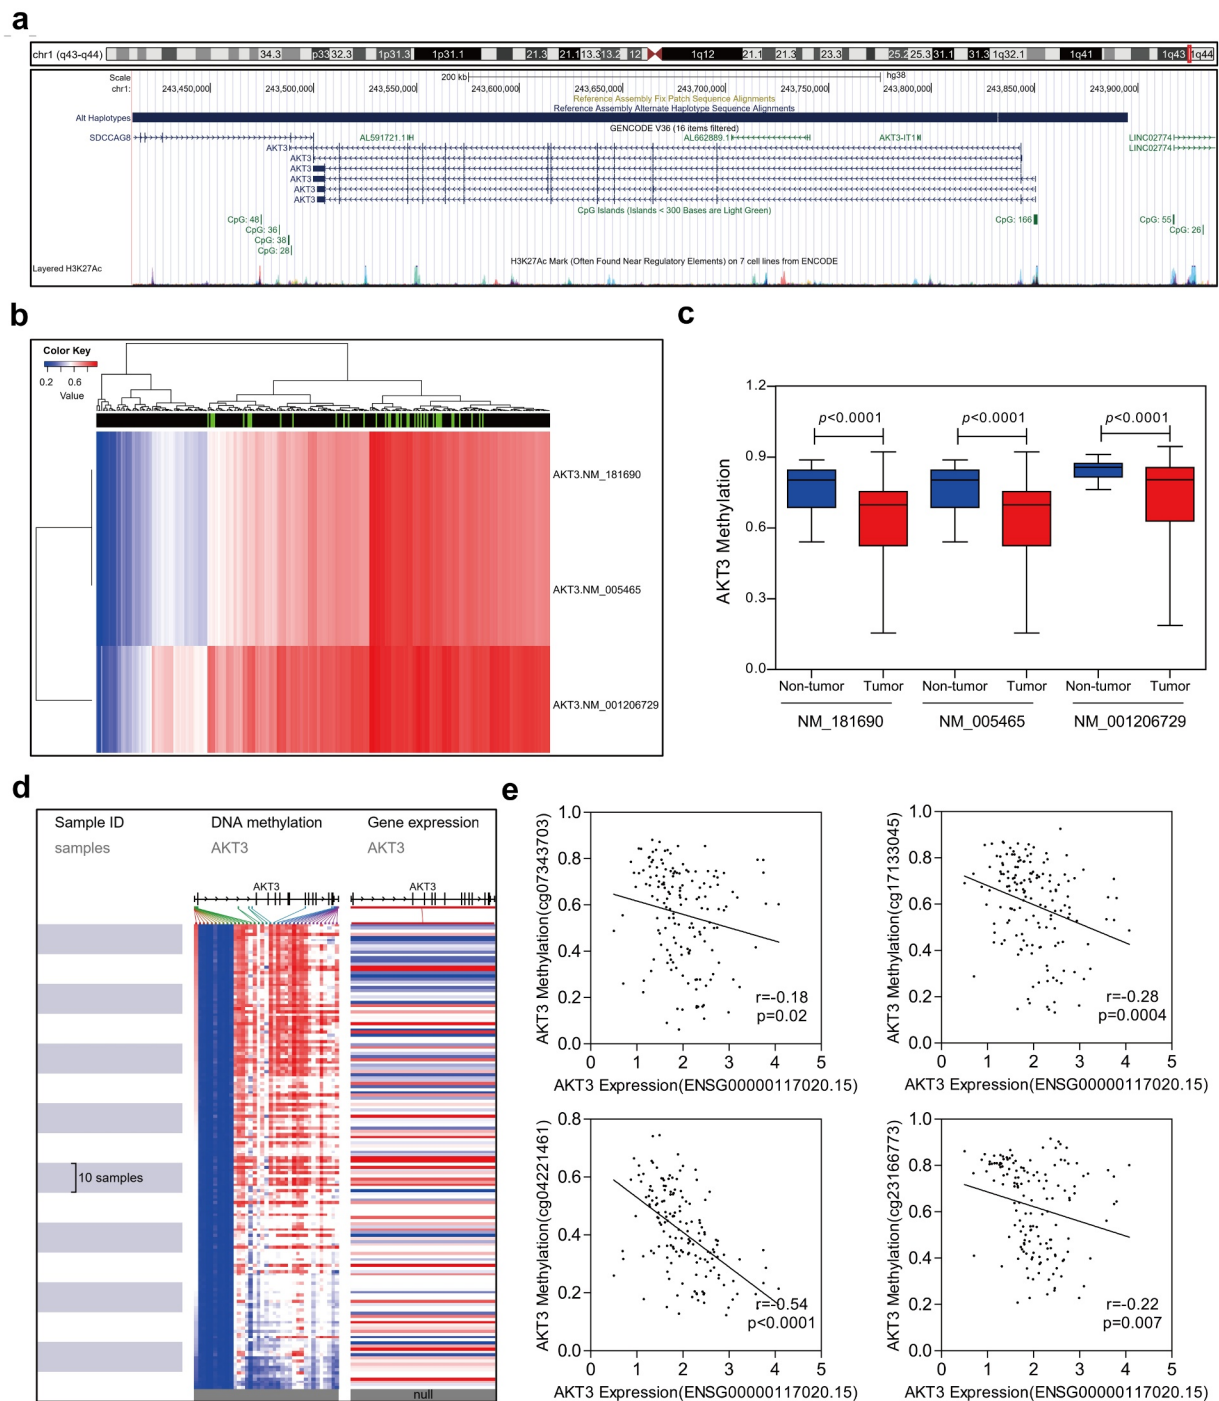 a
chr1 (q43-q44)
34.3 p33 32.3 1p31.3 1p31.1 21.3 21.1 13.3 13.2 12 1q12 21.1 21.3 23.3 25.2 25.3 31.1 31.3 1q32.1 1q41 1q43 1q44
Scale 200 kb hg38
chr1: 243,450,000 243,500,000 243,550,000 243,600,000 243,650,000 243,700,000 243,750,000 243,800,000 243,850,000 243,900,000
Reference Assembly Fix Patch Sequence Alignments
Reference Assembly Alternate Haplotype Sequence Alignments
Alt Haplotypes
GENCODE V36 (16 items filtered)
SDCCAG8 AL591721.1 AL662889.1 AKT3-IT1 LINC02774
AKT3 LINC02774
AKT3
AKT3
AKT3
AKT3
AKT3
CpG Islands (Islands < 300 Bases are Light Green)
CpG: 48 CpG: 166 CpG: 55
CpG: 36 CpG: 26
CpG: 38
CpG: 28
H3K27Ac Mark (Often Found Near Regulatory Elements) on 7 cell lines from ENCODE
Layered H3K27Ac
b
Color Key
0.2 0.6
Value
AKT3.NM_181690
AKT3.NM_005465
AKT3.NM_001206729
c
AKT3 Methylation
1.2
0.9
0.6
0.3
0.0
p<0.0001 p<0.0001 p<0.0001
Non-tumor Tumor Non-tumor Tumor Non-tumor Tumor
NM_181690 NM_005465 NM_001206729
d
Sample ID DNA methylation Gene expression
samples AKT3 AKT3
AKT3 AKT3
10 samples
null
e
AKT3 Methylation(cg07343703)
1.0
0.8
0.6
0.4
0.2
0.0
r=-0.18
p=0.02
0 1 2 3 4 5
AKT3 Expression(ENSG00000117020.15)
AKT3 Methylation(cg17133045)
1.0
0.8
0.6
0.4
0.2
0.0
r=-0.28
p=0.0004
0 1 2 3 4 5
AKT3 Expression(ENSG00000117020.15)
AKT3 Methylation(cg04221461)
0.8
0.6
0.4
0.2
0.0
r=-0.54
p<0.0001
0 1 2 3 4 5
AKT3 Expression(ENSG00000117020.15)
AKT3 Methylation(cg23166773)
1.0
0.8
0.6
0.4
0.2
0.0
r=-0.22
p=0.007
0 1 2 3 4 5
AKT3 Expression(ENSG00000117020.15)